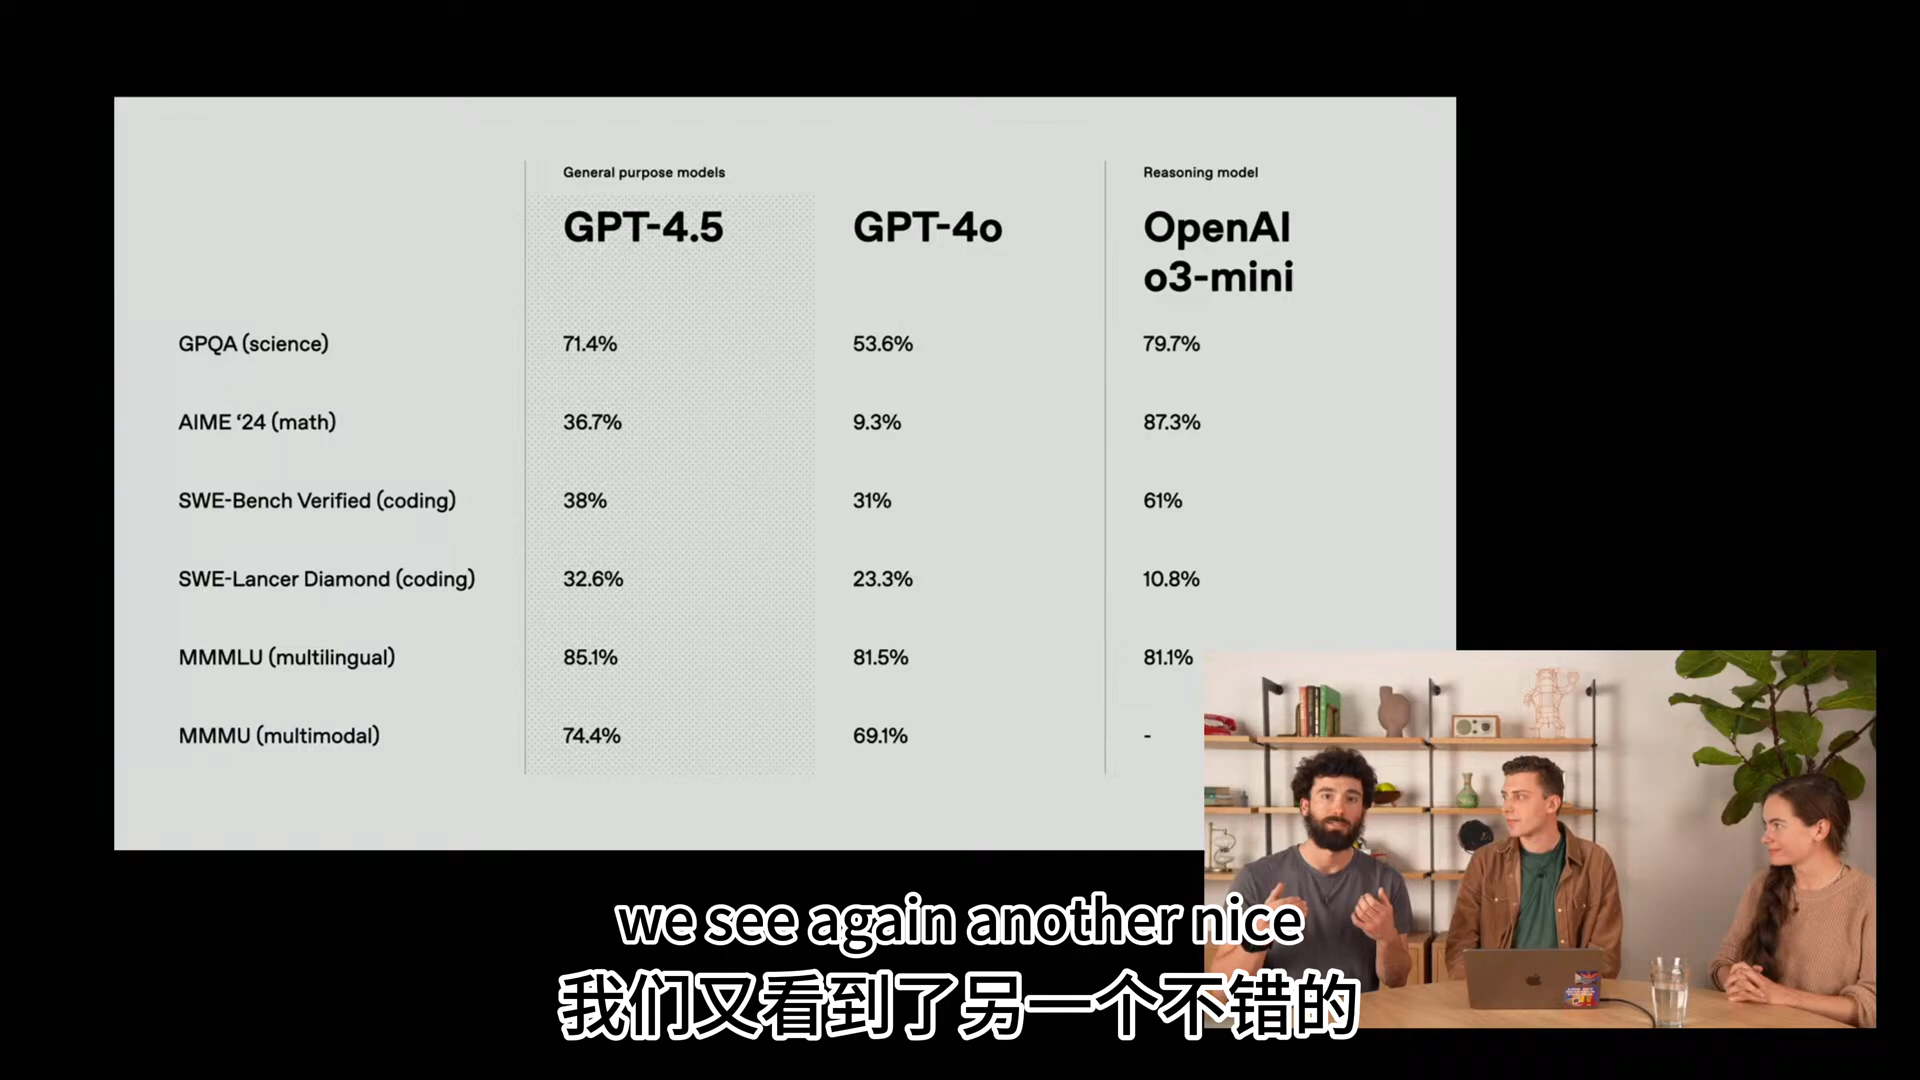 General purpose models
Reasoning model
GPT-4.5
GPT-4o
OpenAI
o3-mini
GPQA (science)
71.4%
53.6%
79.7%
AIME ‘24 (math)
36.7%
9.3%
87.3%
SWE-Bench Verified (coding)
38%
31%
61%
SWE-Lancer Diamond (coding)
32.6%
23.3%
10.8%
MMMLU (multilingual)
85.1%
81.5%
81.1%
MMMU (multimodal)
74.4%
69.1%
-
we see again another nice
我们又看到了另一个不错的